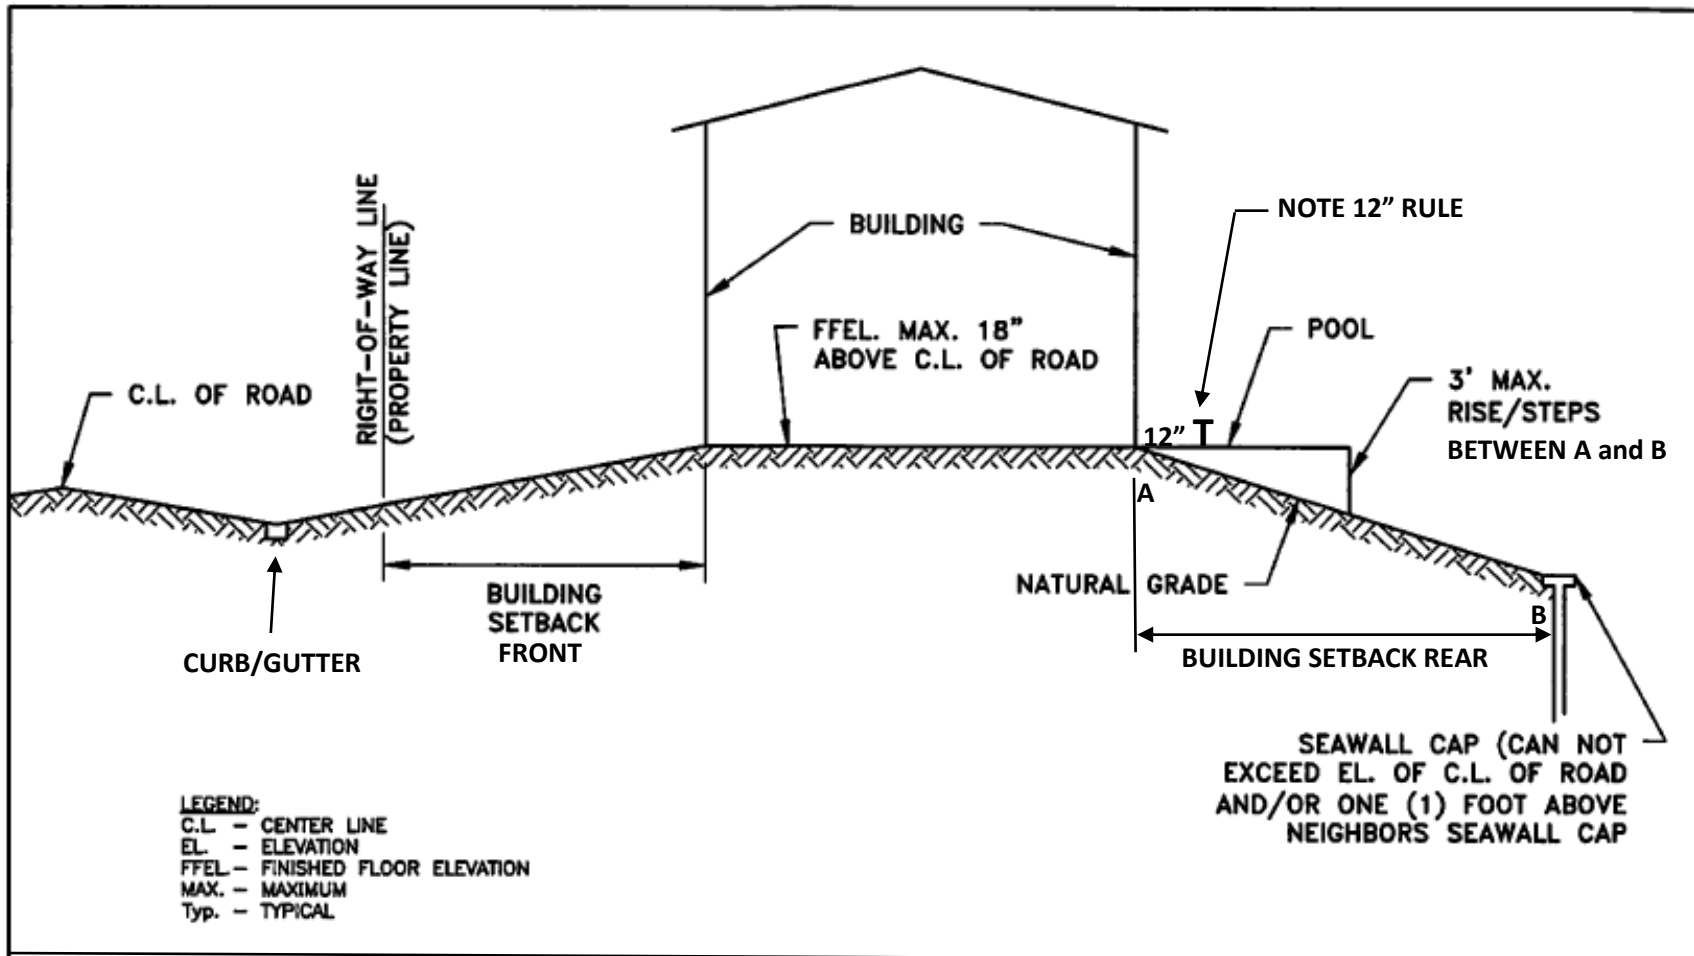 RIGHT-OF-WAY LINE
(PROPERTY LINE)
BUILDING
NOTE 12” RULE
FFEL. MAX. 18”
ABOVE C.L. OF ROAD
POOL
C.L. OF ROAD
3' MAX.
RISE/STEPS
BETWEEN A and B
12” T
A
NATURAL GRADE
BUILDING
SETBACK
FRONT
CURB/GUTTER
B
BUILDING SETBACK REAR
SEAWALL CAP (CAN NOT
EXCEED EL. OF C.L. OF ROAD
AND/OR ONE (1) FOOT ABOVE
NEIGHBORS SEAWALL CAP
LEGEND:
C.L. – CENTER LINE
EL. – ELEVATION
FFEL.– FINISHED FLOOR ELEVATION
MAX. – MAXIMUM
Typ. – TYPICAL